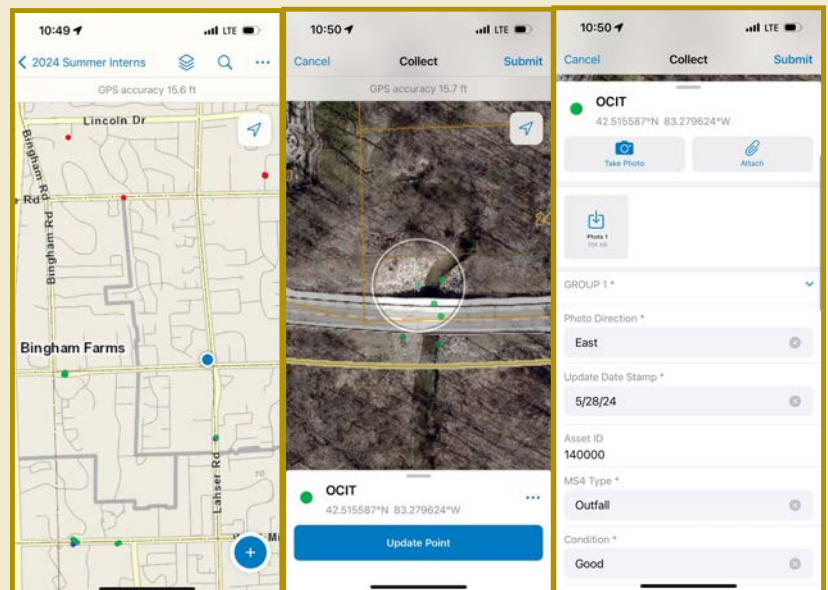 10:49
LTE
2024 Summer Interns
GPS accuracy 15.6 ft
Lincoln Dr
Bingham Rd
Rd
Bingham Rd
Bingham Farms
Lahser Rd
TO
Mi
+
10:50
LTE
Cancel
Collect
Submit
GPS accuracy 15.7 ft
OCIT
42.515587°N 83.279624°W
Update Point
10:50
LTE
Cancel
Collect
Submit
OCIT
42.515587°N 83.279624°W
Take Photo
Attach
Photo 1
GROUP 1 *
Photo Direction *
East
Update Date Stamp *
5/28/24
Asset ID
140000
MS4 Type *
Outfall
Condition *
Good